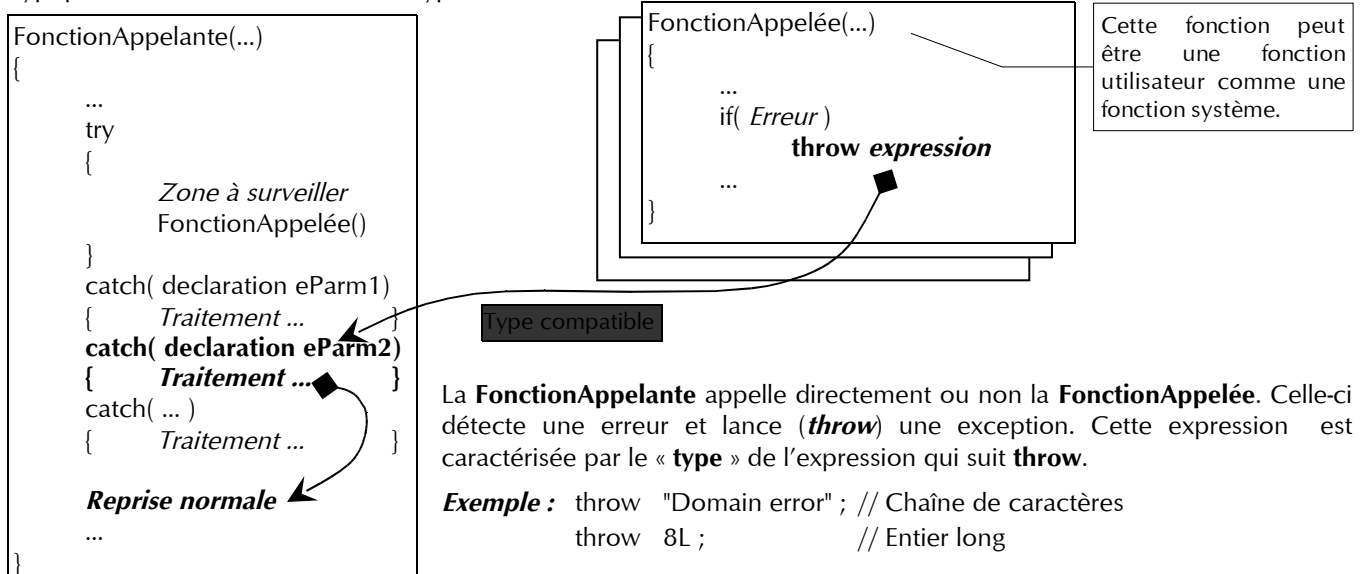 FonctionAppelante(...)
{
...
try
{
Zone à surveiller
FonctionAppelée()
}
catch( declaration eParm1)
{ Traitement ... }
catch( declaration eParm2)
{ Traitement ... }
catch( ... )
{ Traitement ... }
Reprise normale
...
}
FonctionAppelée(...)
{
...
if( Erreur )
throw expression
...
}
Cette fonction peut
être une fonction
utilisateur comme une
fonction système.
Type compatible
La FonctionAppelante appelle directement ou non la FonctionAppelée. Celle-ci
détecte une erreur et lance (throw) une exception. Cette expression est
caractérisée par le « type » de l'expression qui suit throw.
Exemple : throw "Domain error" ; // Chaîne de caractères
throw 8L ; // Entier long